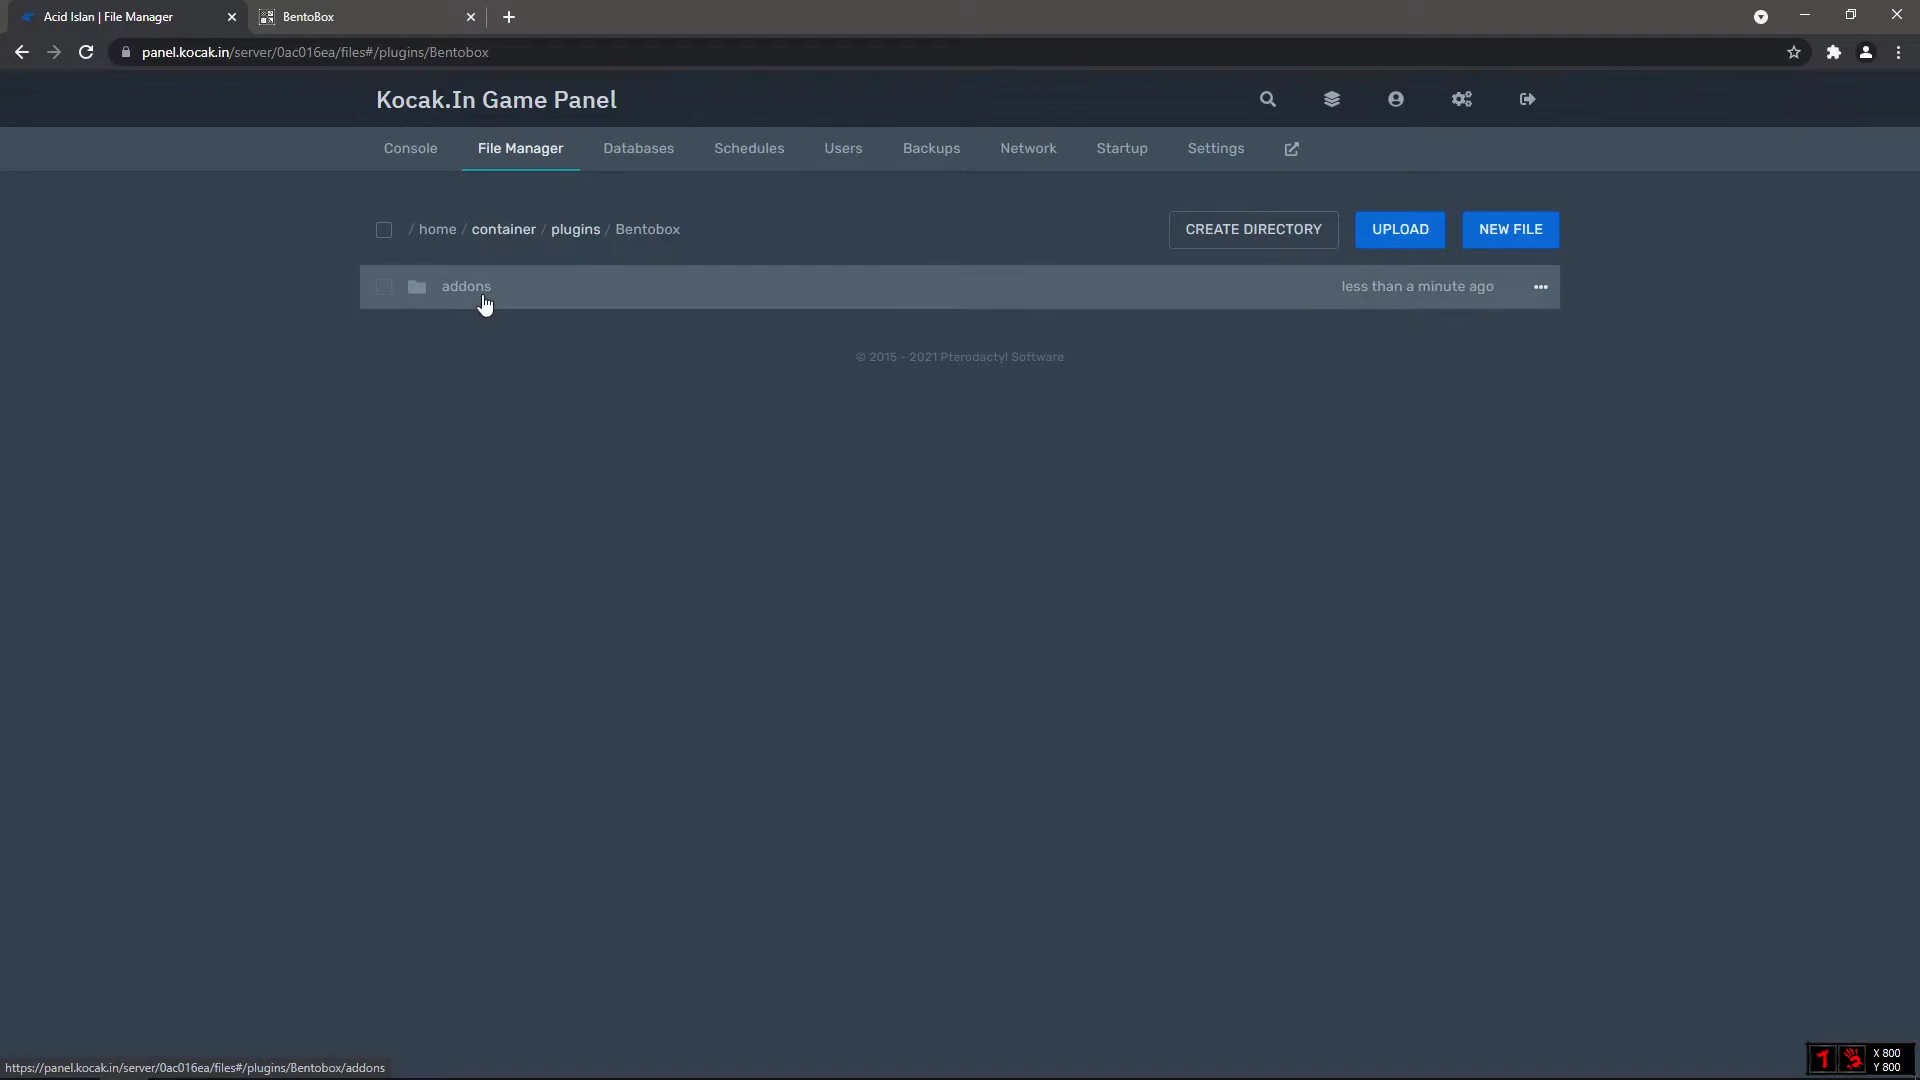 Acid Islan | File Manager
BentoBox
panel.kocak.in/server/0ac016ea/files#/plugins/Bentobox
Kocak.In Game Panel
Console File Manager Databases Schedules Users Backups Network Startup Settings
/ home / container / plugins / Bentobox
CREATE DIRECTORY UPLOAD NEW FILE
addons less than a minute ago
© 2015 - 2021 Pterodactyl Software
https://panel.kocak.in/server/0ac016ea/files#/plugins/Bentobox/addons
X 800
Y 800